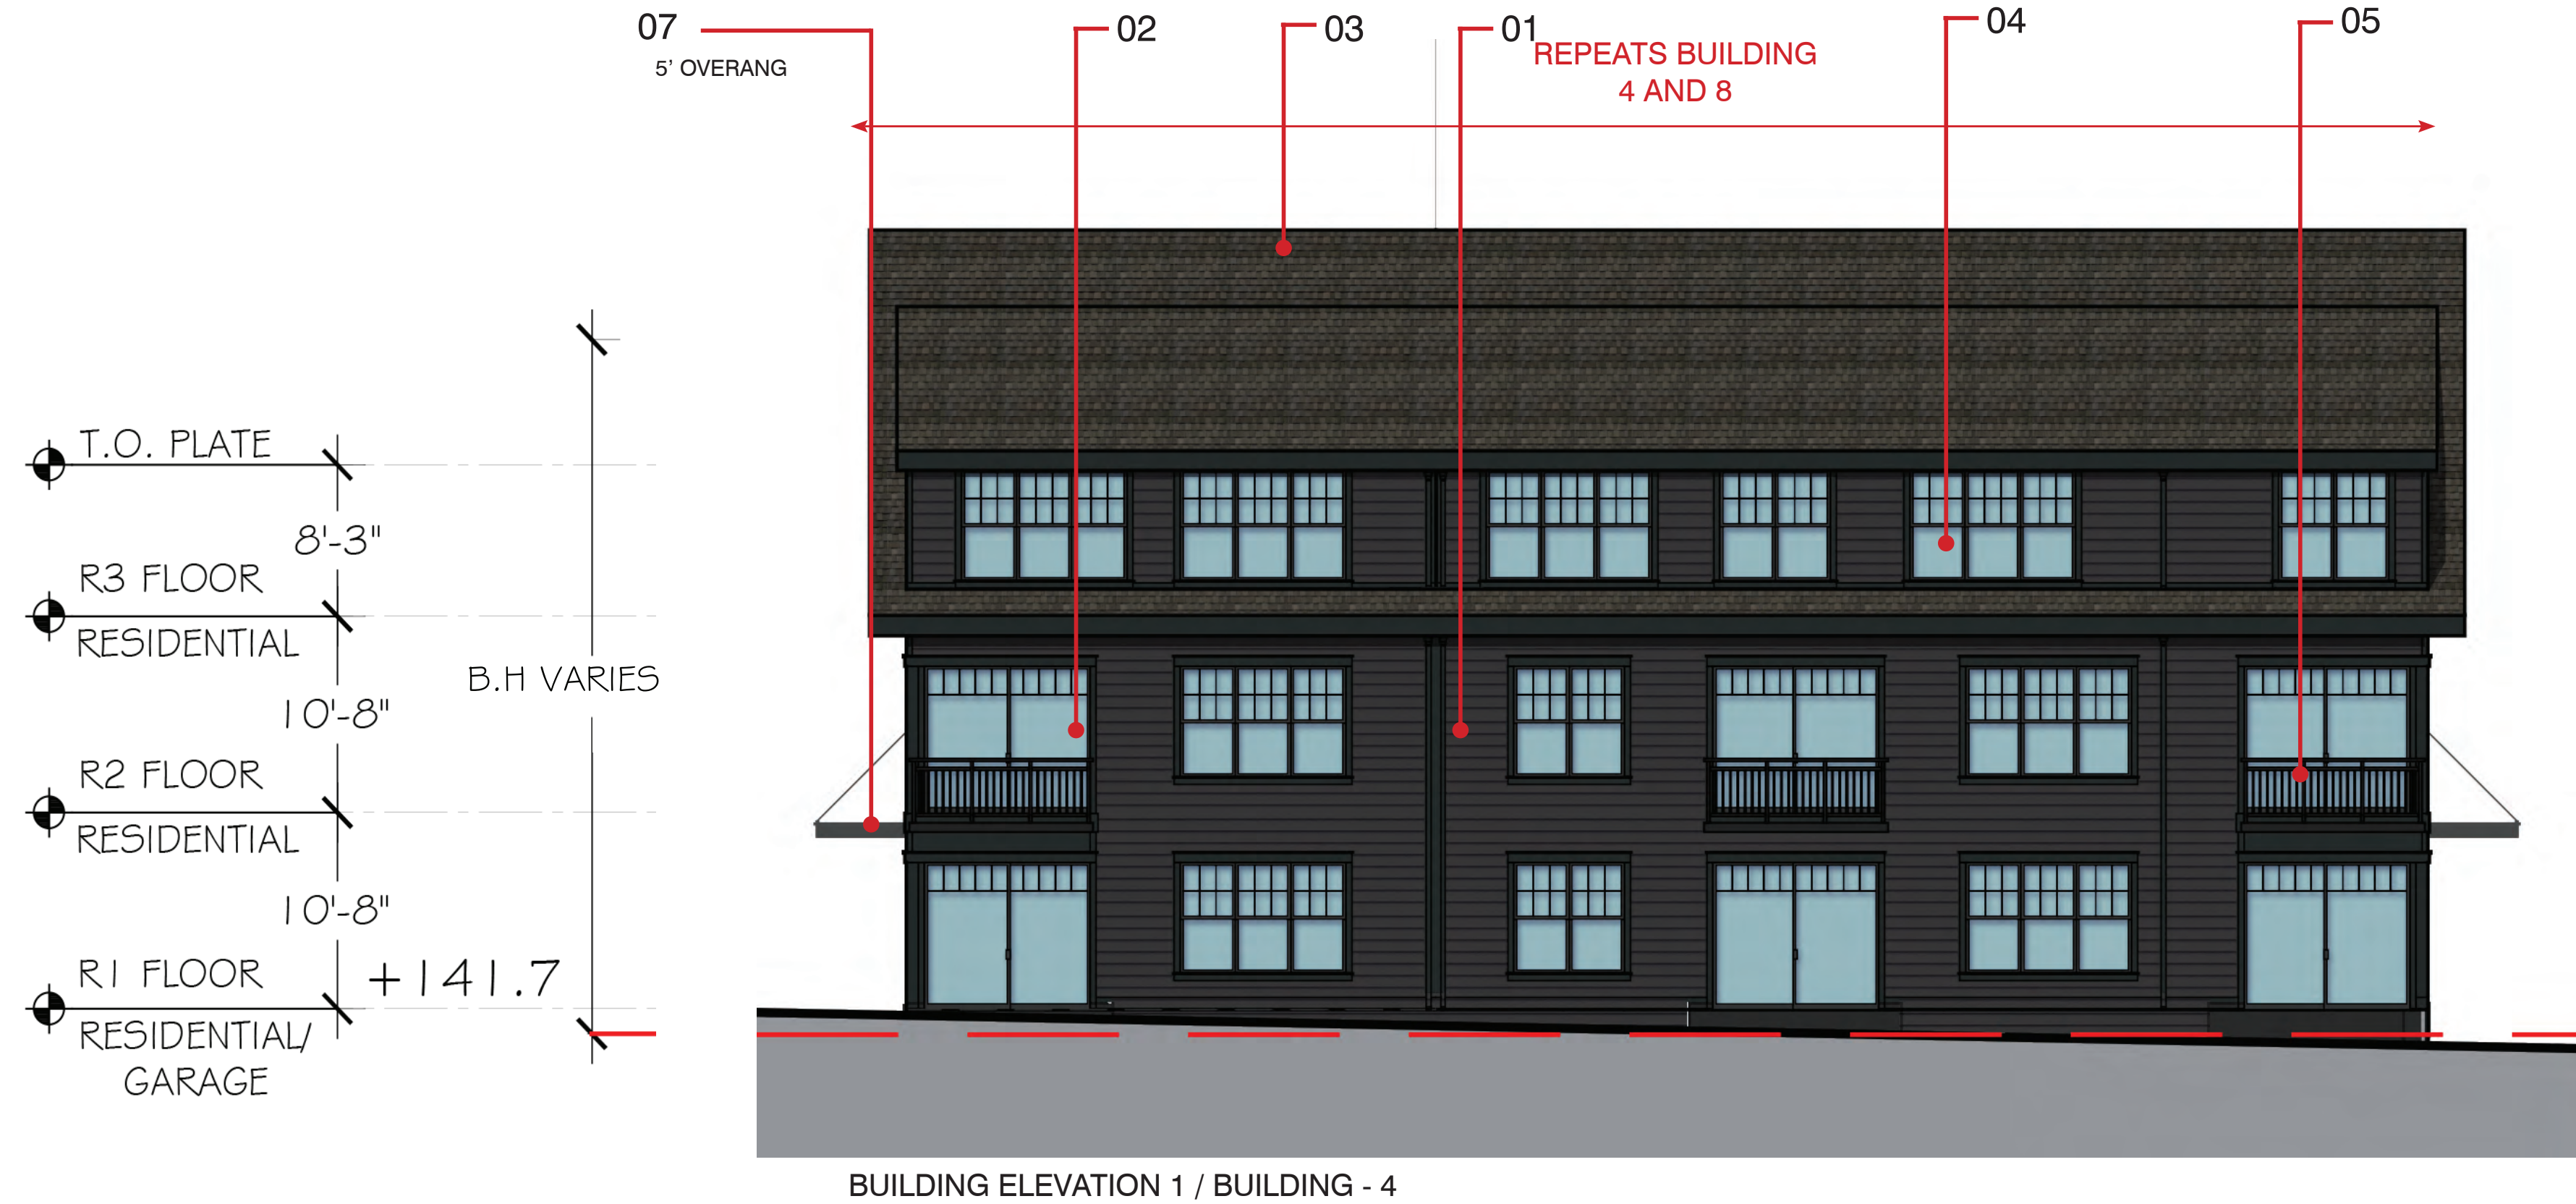 07
5' OVERANG
02
03
01
REPEATS BUILDING
4 AND 8
04
05
T.O. PLATE
8'-3"
R3 FLOOR
RESIDENTIAL
10'-8"
B.H VARIES
R2 FLOOR
RESIDENTIAL
10'-8"
R1 FLOOR
+141.7
RESIDENTIAL/
GARAGE
BUILDING ELEVATION 1 / BUILDING - 4